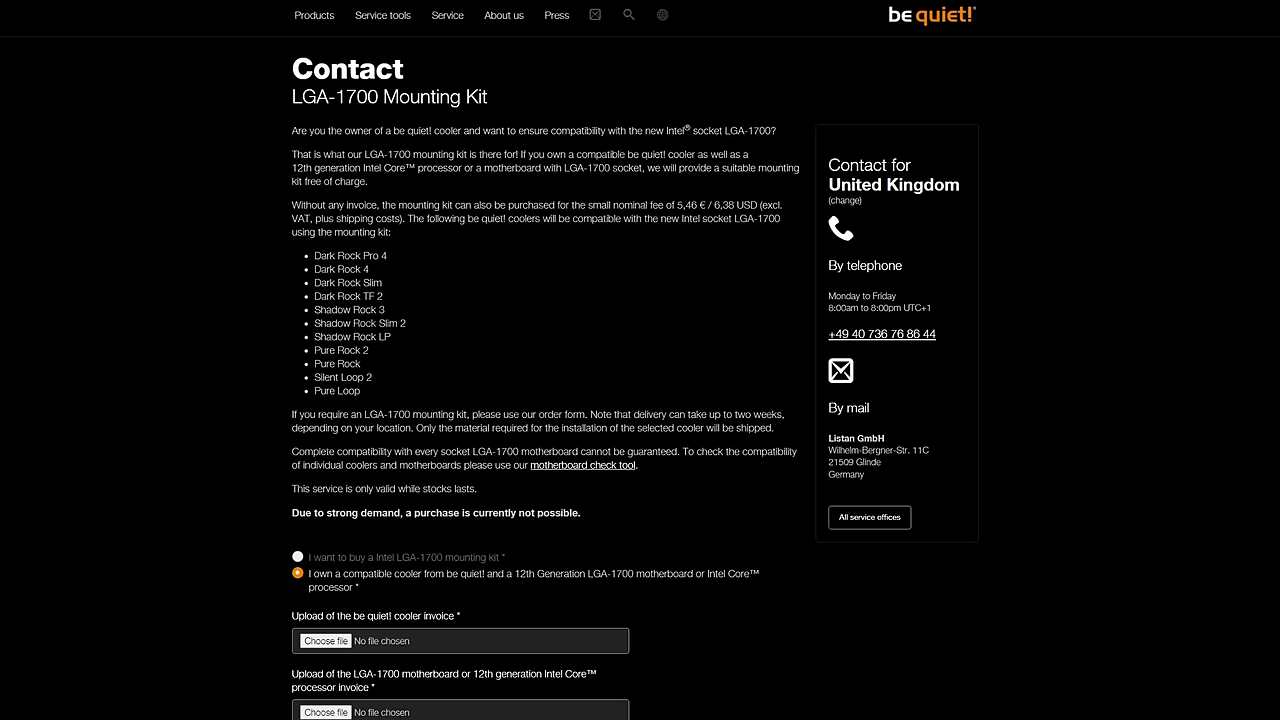 Products Service tools Service About us Press
be quiet!®
Contact
LGA-1700 Mounting Kit
Are you the owner of a be quiet! cooler and want to ensure compatibility with the new Intel® socket LGA-1700?
That is what our LGA-1700 mounting kit is there for! If you own a compatible be quiet! cooler as well as a
12th generation Intel Core™ processor or a motherboard with LGA-1700 socket, we will provide a suitable mounting
kit free of charge.
Without any invoice, the mounting kit can also be purchased for the small nominal fee of 5,46 € / 6,38 USD (excl.
VAT, plus shipping costs). The following be quiet! coolers will be compatible with the new Intel socket LGA-1700
using the mounting kit:
• Dark Rock Pro 4
• Dark Rock 4
• Dark Rock Slim
• Dark Rock TF 2
• Shadow Rock 3
• Shadow Rock Slim 2
• Shadow Rock LP
• Pure Rock 2
• Pure Rock
• Silent Loop 2
• Pure Loop
If you require an LGA-1700 mounting kit, please use our order form. Note that delivery can take up to two weeks,
depending on your location. Only the material required for the installation of the selected cooler will be shipped.
Complete compatibility with every socket LGA-1700 motherboard cannot be guaranteed. To check the compatibility
of individual coolers and motherboards please use our motherboard check tool.
This service is only valid while stocks lasts.
Due to strong demand, a purchase is currently not possible.
I want to buy a Intel LGA-1700 mounting kit *
I own a compatible cooler from be quiet! and a 12th Generation LGA-1700 motherboard or Intel Core™
processor *
Upload of the be quiet! cooler invoice *
Choose file No file chosen
Upload of the LGA-1700 motherboard or 12th generation Intel Core™
processor invoice *
Choose file No file chosen
Contact for
United Kingdom
(change)
By telephone
Monday to Friday
8:00am to 8:00pm UTC+1
+49 40 736 76 86 44
By mail
Listan GmbH
Wilhelm-Bergner-Str. 11C
21509 Glinde
Germany
All service offices